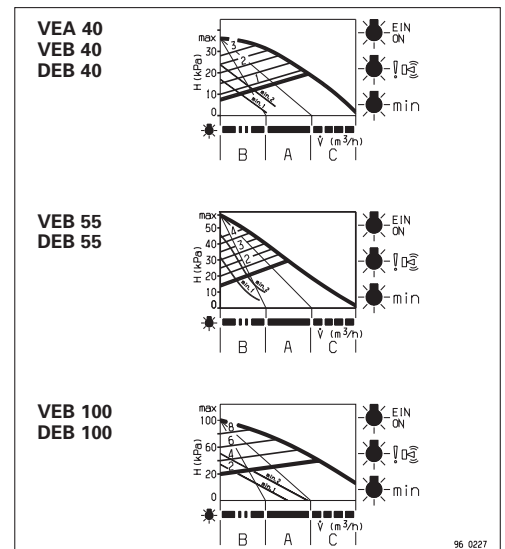 VEA 40
VEB 40
DEB 40
H (kPa)
max
30
20
10
0
3
2
1
min.2
min.1
V̇ (m³/h)
B A C
EIN
ON
!
min
VEB 55
DEB 55
H (kPa)
max
50
40
30
20
10
0
4
3
2
min.1
min.2
V̇ (m³/h)
B A C
EIN
ON
!
min
VEB 100
DEB 100
H (kPa)
max
100
60
20
0
8
6
4
2
min.2
min.1
V̇ (m³/h)
B A C
EIN
ON
!
min
96 0227